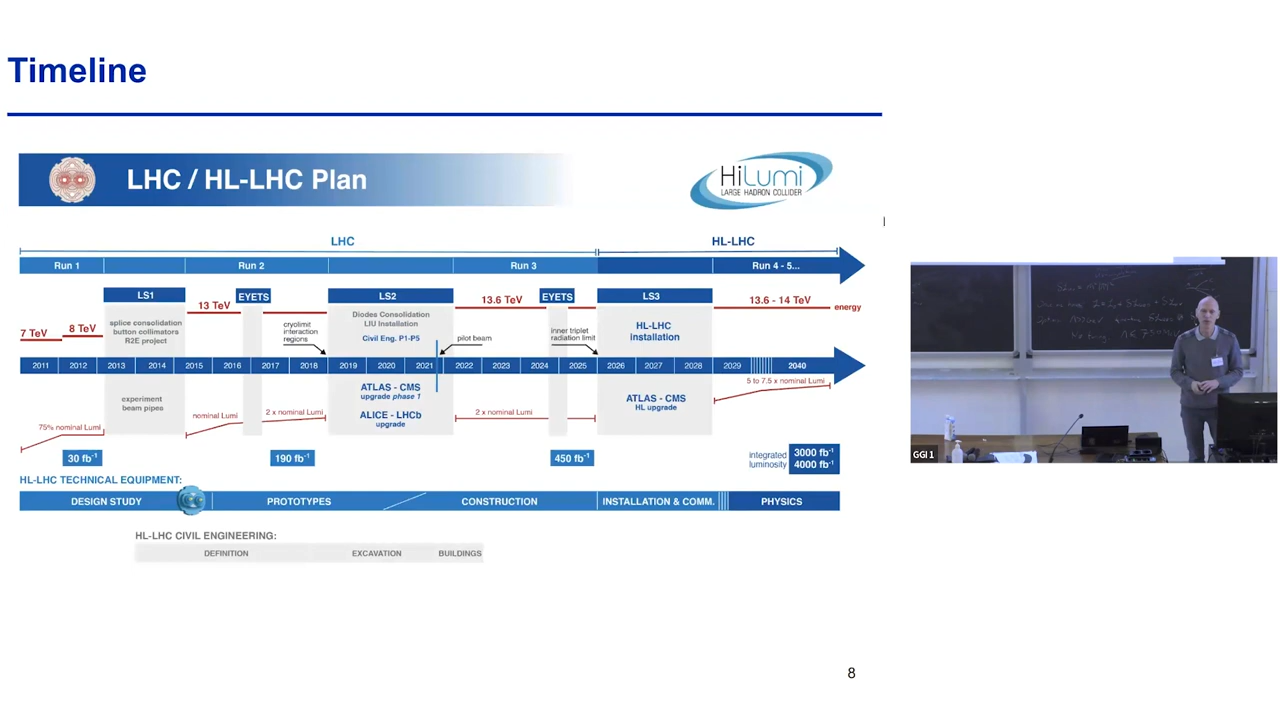 Timeline
LHC / HL-LHC Plan
HiLumi
LARGE HADRON COLLIDER
LHC
HL-LHC
Run 1
Run 2
Run 3
Run 4 - 5...
LS1
EYETS
LS2
EYETS
LS3
7 TeV
8 TeV
13 TeV
13.6 TeV
13.6 - 14 TeV
energy
splice consolidation
button collimators
R2E project
cryolimit
interaction
regions
Diodes Consolidation
LIU Installation
Civil Eng. P1-P5
pilot beam
inner triplet
radiation limit
HL-LHC
installation
2011 2012 2013 2014 2015 2016 2017 2018 2019 2020 2021 2022 2023 2024 2025 2026 2027 2028 2029 2040
experiment
beam pipes
ATLAS - CMS
upgrade phase 1
ALICE - LHCb
upgrade
ATLAS - CMS
HL upgrade
75% nominal Lumi
nominal Lumi
2 x nominal Lumi
2 x nominal Lumi
5 to 7.5 x nominal Lumi
30 fb⁻¹
190 fb⁻¹
450 fb⁻¹
integrated
luminosity
3000 fb⁻¹
4000 fb⁻¹
HL-LHC TECHNICAL EQUIPMENT:
DESIGN STUDY
PROTOTYPES
CONSTRUCTION
INSTALLATION & COMM.
PHYSICS
HL-LHC CIVIL ENGINEERING:
DEFINITION
EXCAVATION
BUILDINGS
GGI 1
8